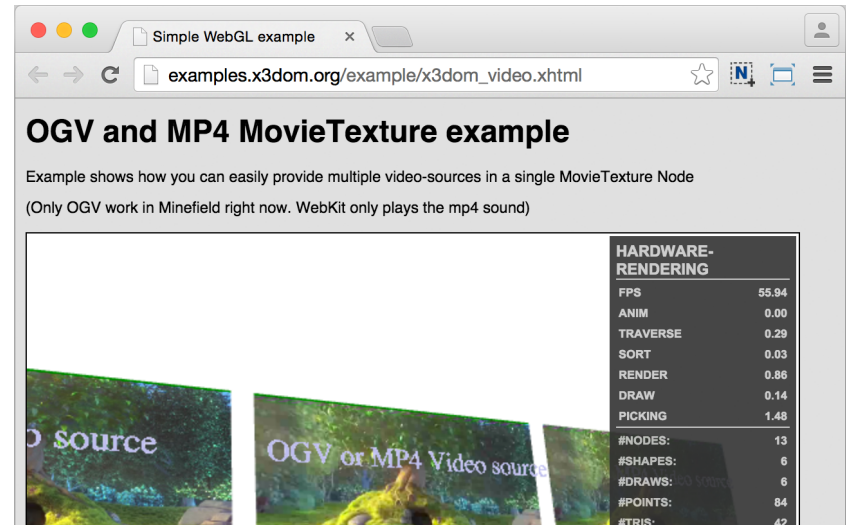 Simple WebGL example
examples.x3dom.org/example/x3dom_video.xhtml
N
OGV and MP4 MovieTexture example
Example shows how you can easily provide multiple video-sources in a single MovieTexture Node
(Only OGV work in Minefield right now. WebKit only plays the mp4 sound)
HARDWARE-
RENDERING
FPS 55.94
ANIM 0.00
TRAVERSE 0.29
SORT 0.03
RENDER 0.86
DRAW 0.14
PICKING 1.48
#NODES: 13
#SHAPES: 6
#DRAWS: 6
#POINTS: 84
#TRIS: 42
source
OGV or MP4 Video source